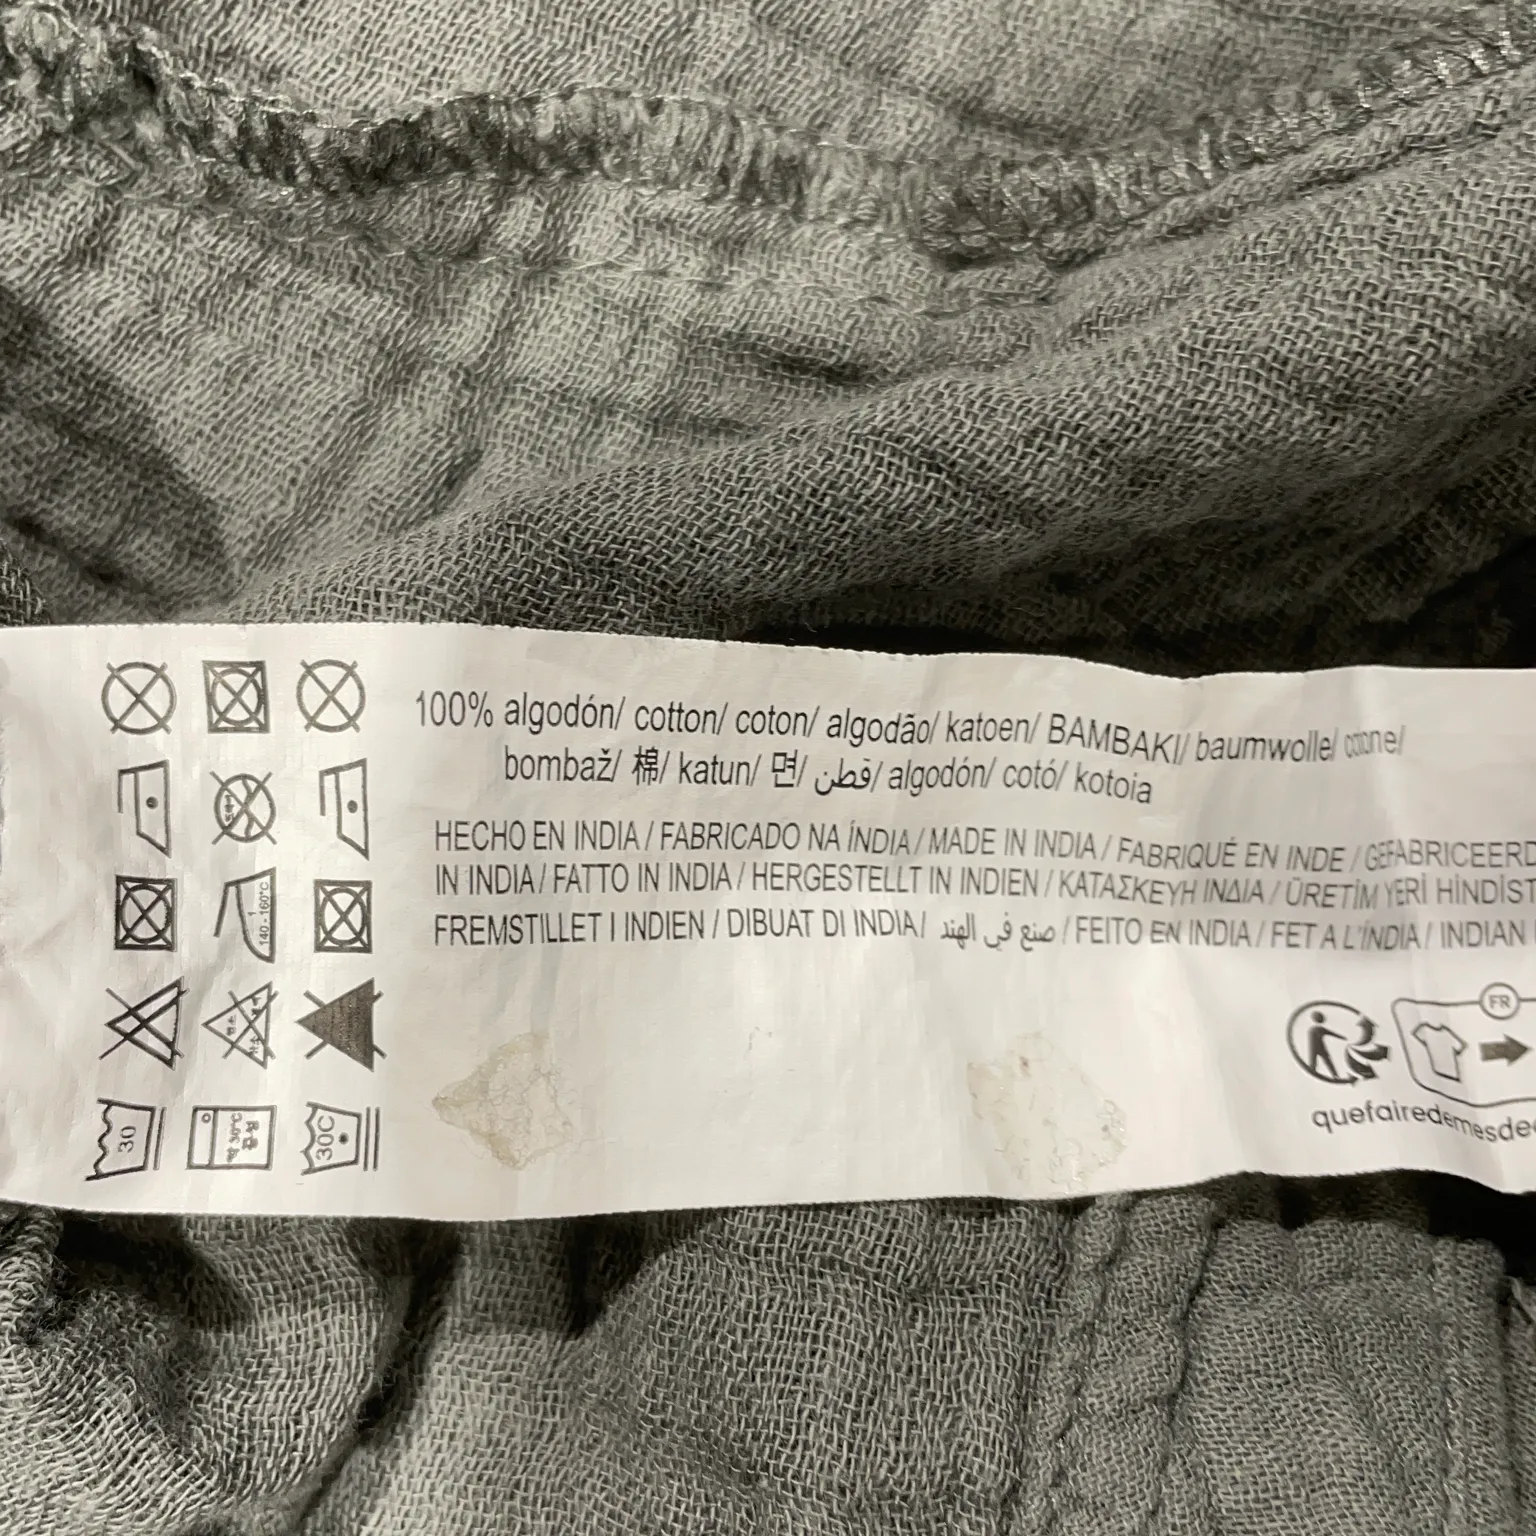 100% algodón/ cotton/ coton/ algodão/ katoen/ BAMBAKI/ baumwolle/ cotone/
bombaž/ 棉/ katun/ 면/ قطن/ algodón/ cotó/ kotoia
HECHO EN INDIA / FABRICADO NA ÍNDIA / MADE IN INDIA / FABRIQUÉ EN INDE / GEFABRICEERD
IN INDIA / FATTO IN INDIA / HERGESTELLT IN INDIEN / ΚΑΤΑΣΚΕΥΗ ΙΝΔΙΑ / ÜRETİM YERİ HİNDİST
FREMSTILLET I INDIEN / DIBUAT DI INDIA/ صنع في الهند / FEITO EN INDIA / FET A L'ÍNDIA / INDIAN
FR
quefairedemesde
140 - 160°C
30
30°C
30C